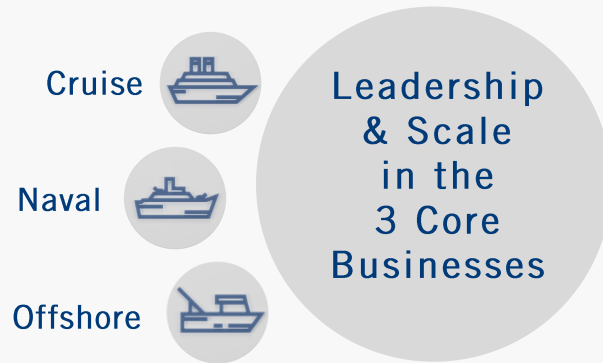 Cruise
Naval
Offshore
Leadership
& Scale
in the
3 Core
Businesses